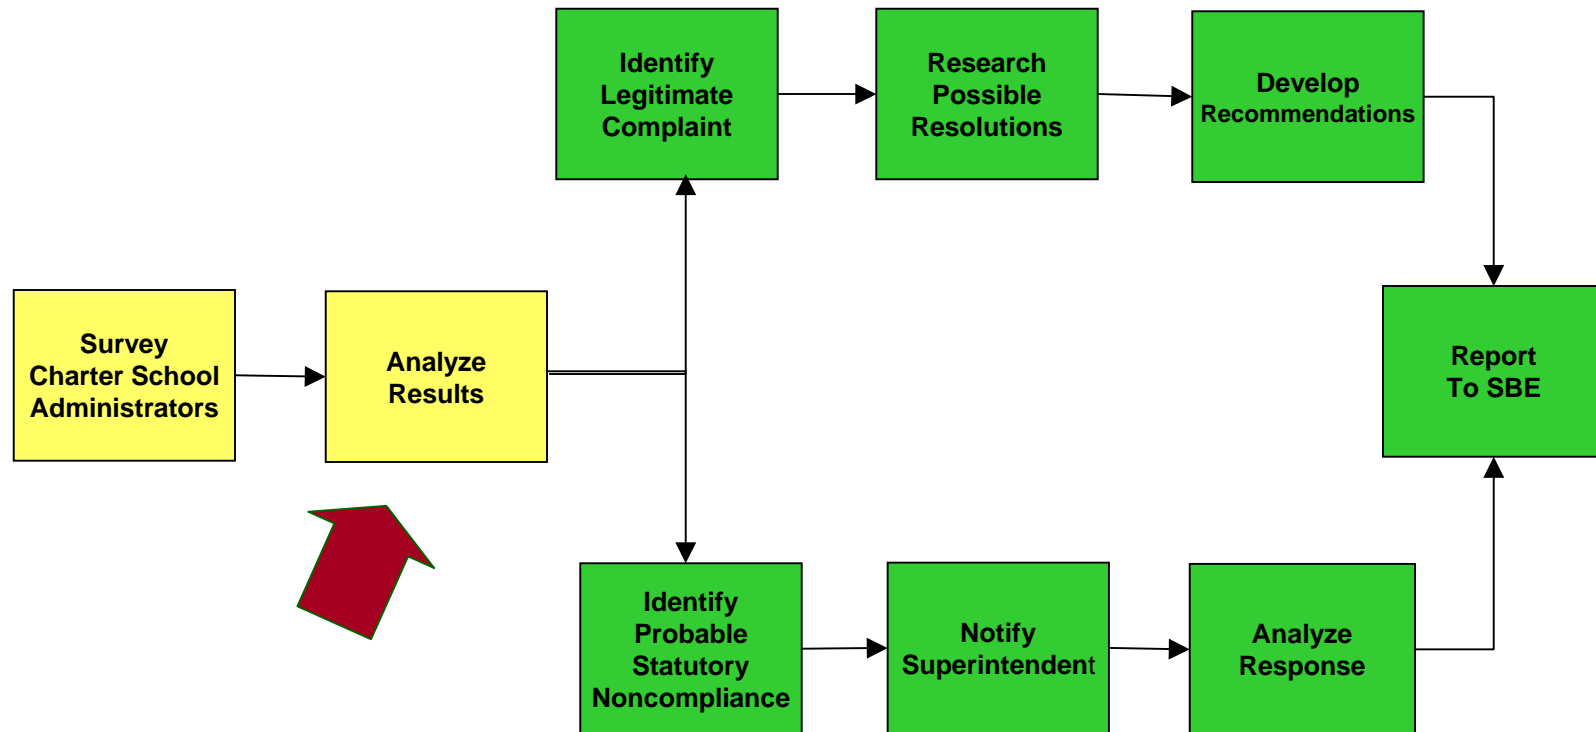 Identify
Legitimate
Complaint
Research
Possible
Resolutions
Develop
Recommendations
Survey
Charter School
Administrators
Analyze
Results
Report
To SBE
Identify
Probable
Statutory
Noncompliance
Notify
Superintendent
Analyze
Response